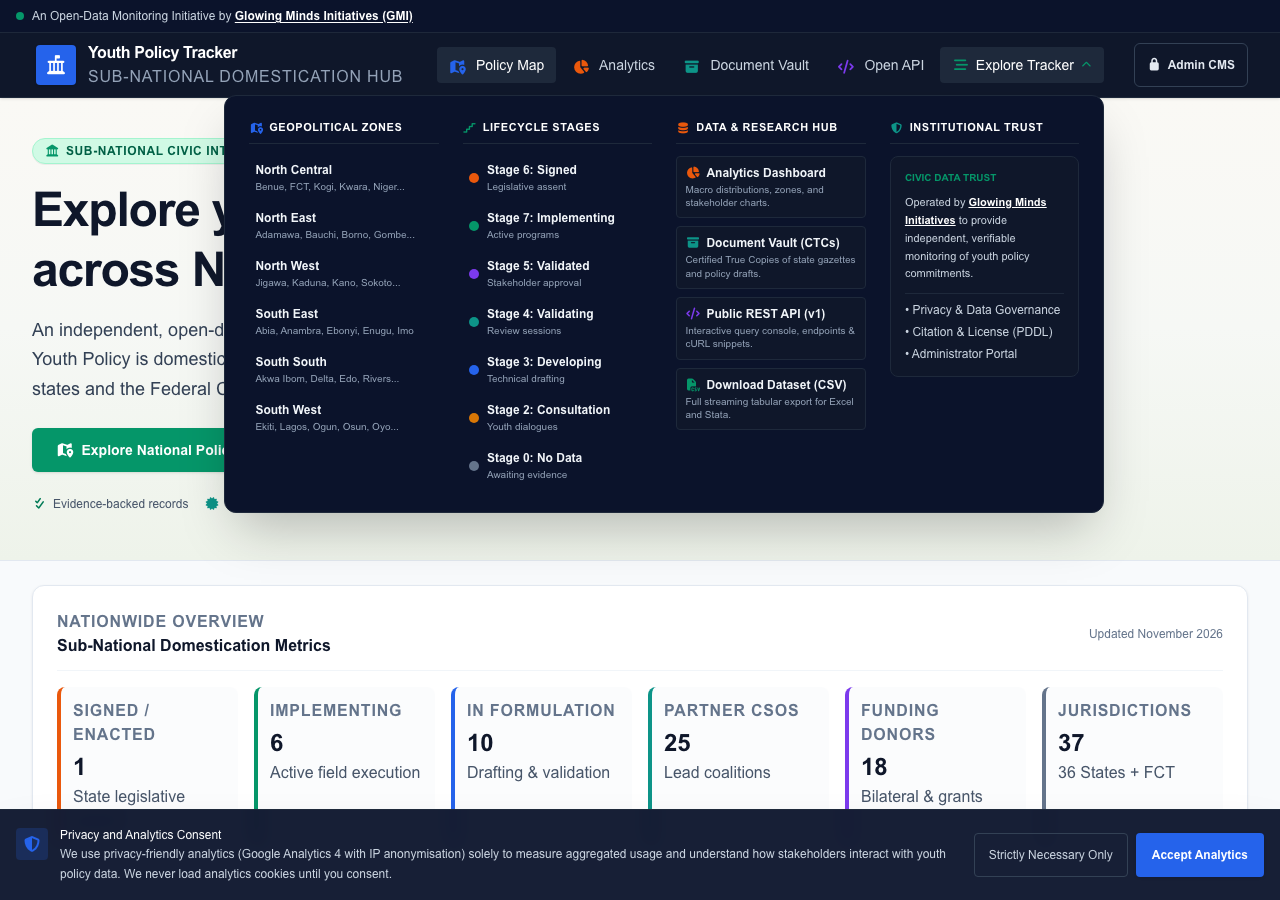 An Open-Data Monitoring Initiative by Glowing Minds Initiatives (GMI)
Youth Policy Tracker
SUB-NATIONAL DOMESTICATION HUB
Policy Map
Analytics
Document Vault
Open API
Explore Tracker
Admin CMS
GEOPOLITICAL ZONES
North Central
Benue, FCT, Kogi, Kwara, Niger...
North East
Adamawa, Bauchi, Borno, Gombe...
North West
Jigawa, Kaduna, Kano, Sokoto...
South East
Abia, Anambra, Ebonyi, Enugu, Imo
South South
Akwa Ibom, Delta, Edo, Rivers...
South West
Ekiti, Lagos, Ogun, Osun, Oyo...
LIFECYCLE STAGES
Stage 6: Signed
Legislative assent
Stage 7: Implementing
Active programs
Stage 5: Validated
Stakeholder approval
Stage 4: Validating
Review sessions
Stage 3: Developing
Technical drafting
Stage 2: Consultation
Youth dialogues
Stage 0: No Data
Awaiting evidence
DATA & RESEARCH HUB
Analytics Dashboard
Macro distributions, zones, and
stakeholder charts.
Document Vault (CTCs)
Certified True Copies of state gazettes
and policy drafts.
Public REST API (v1)
Interactive query console, endpoints &
cURL snippets.
Download Dataset (CSV)
Full streaming tabular export for Excel
and Stata.
INSTITUTIONAL TRUST
CIVIC DATA TRUST
Operated by Glowing Minds
Initiatives to provide
independent, verifiable
monitoring of youth policy
commitments.
• Privacy & Data Governance
• Citation & License (PDDL)
• Administrator Portal
SUB-NATIONAL CIVIC INT
Explore y
across N
An independent, open-d
Youth Policy is domestic
states and the Federal C
Explore National Polic
Evidence-backed records
NATIONWIDE OVERVIEW
Sub-National Domestication Metrics
Updated November 2026
SIGNED /
ENACTED
1
State legislative
IMPLEMENTING
6
Active field execution
IN FORMULATION
10
Drafting & validation
PARTNER CSOS
25
Lead coalitions
FUNDING
DONORS
18
Bilateral & grants
JURISDICTIONS
37
36 States + FCT
Privacy and Analytics Consent
We use privacy-friendly analytics (Google Analytics 4 with IP anonymisation) solely to measure aggregated usage and understand how stakeholders interact with youth
policy data. We never load analytics cookies until you consent.
Strictly Necessary Only
Accept Analytics